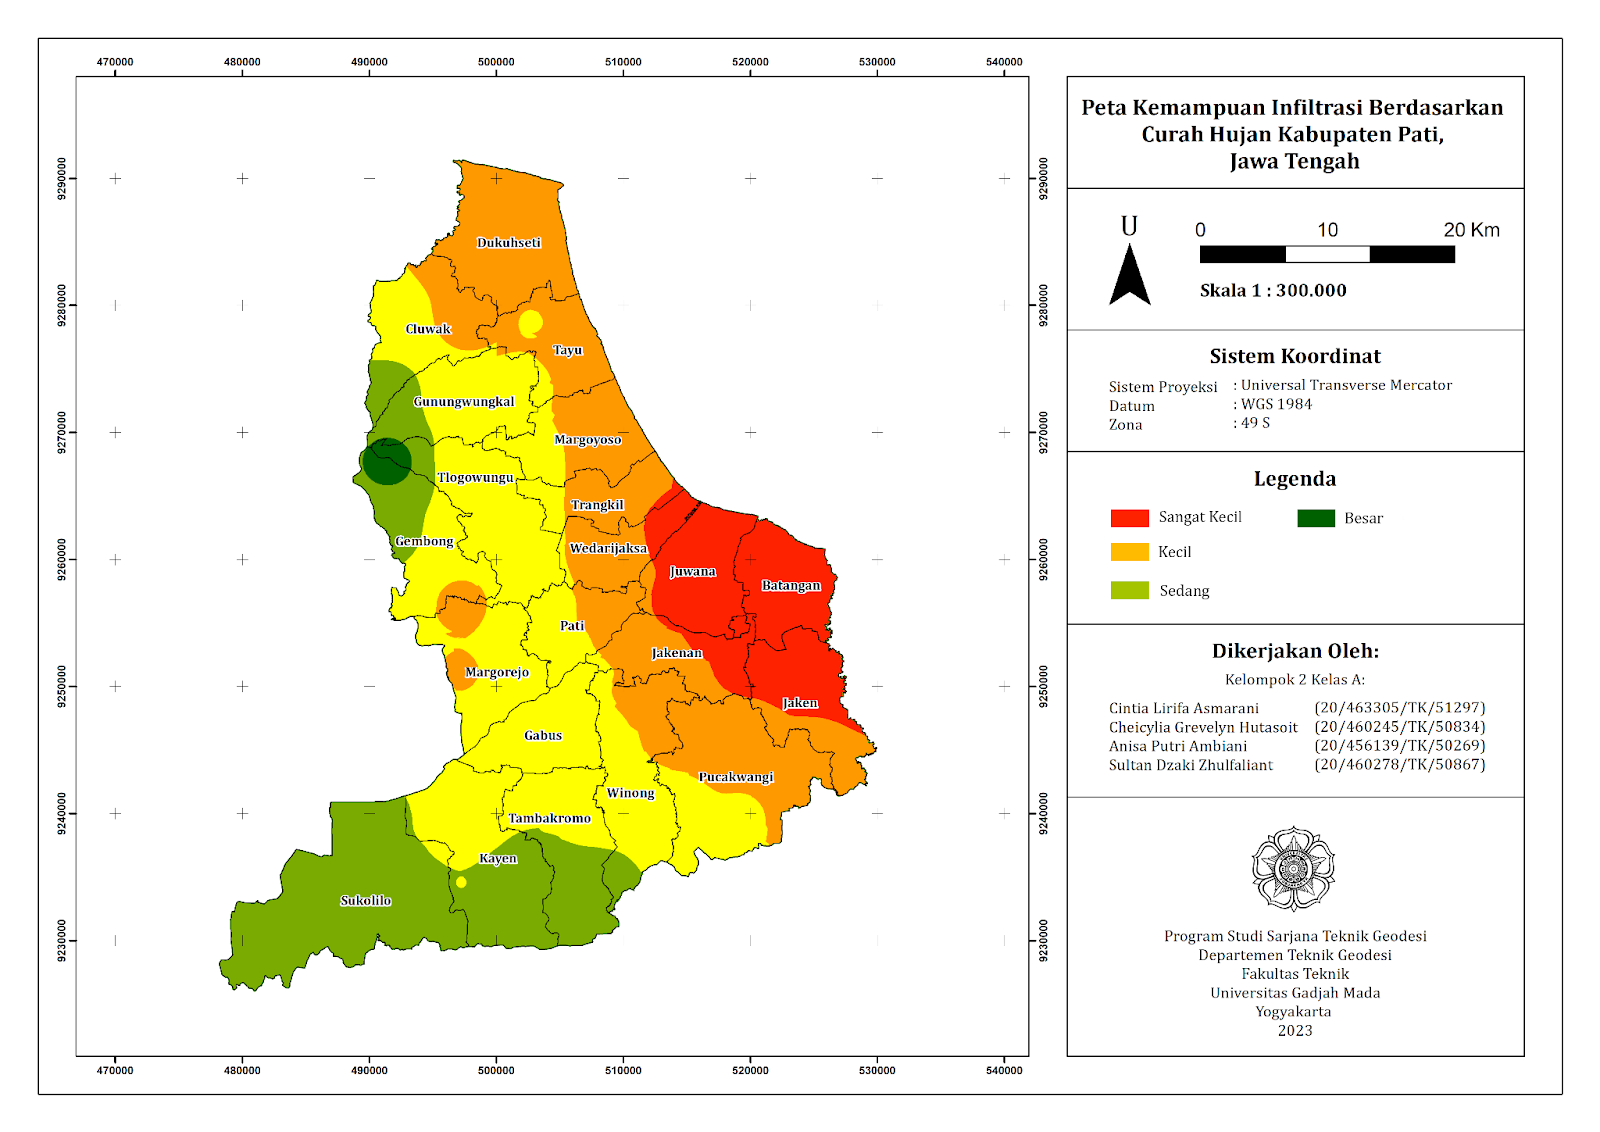 470000 480000 490000 500000 510000 520000 530000 540000
9290000 9290000
9280000 9280000
9270000 9270000
9260000 9260000
9250000 9250000
9240000 9240000
9230000 9230000
Dukuhseti
Cluwak
Tayu
Gunungwungkal
Margoyoso
Tlogowungu
Trangkil
Gembong
Wedarijaksa
Juwana
Batangan
Pati
Jakenan
Margorejo
Jaken
Gabus
Pucakwangi
Winong
Tambakromo
Kayen
Sukolilo
470000 480000 490000 500000 510000 520000 530000 540000
Peta Kemampuan Infiltrasi Berdasarkan
Curah Hujan Kabupaten Pati,
Jawa Tengah
U
0 10 20 Km
Skala 1 : 300.000
Sistem Koordinat
Sistem Proyeksi : Universal Transverse Mercator
Datum : WGS 1984
Zona : 49 S
Legenda
Sangat Kecil Besar
Kecil
Sedang
Dikerjakan Oleh:
Kelompok 2 Kelas A:
Cintia Lirifa Asmarani (20/463305/TK/51297)
Cheicylia Grevelyn Hutasoit (20/460245/TK/50834)
Anisa Putri Ambiani (20/456139/TK/50269)
Sultan Dzaki Zhulfaliant (20/460278/TK/50867)
Program Studi Sarjana Teknik Geodesi
Departemen Teknik Geodesi
Fakultas Teknik
Universitas Gadjah Mada
Yogyakarta
2023